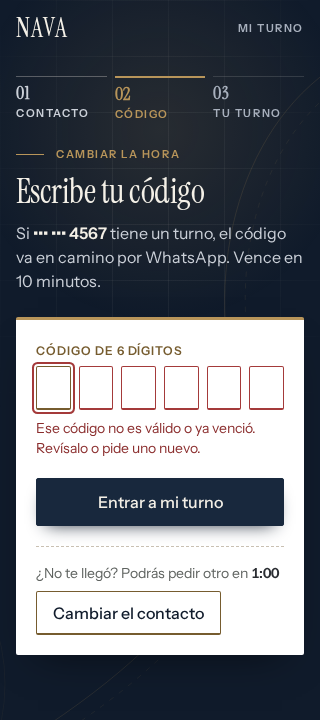 NAVA
MI TURNO
01
CONTACTO
02
CÓDIGO
03
TU TURNO
CAMBIAR LA HORA
Escribe tu código
Si ••• ••• 4567 tiene un turno, el código
va en camino por WhatsApp. Vence en
10 minutos.
CÓDIGO DE 6 DÍGITOS
Ese código no es válido o ya venció.
Revísalo o pide uno nuevo.
Entrar a mi turno
¿No te llegó? Podrás pedir otro en 1:00
Cambiar el contacto